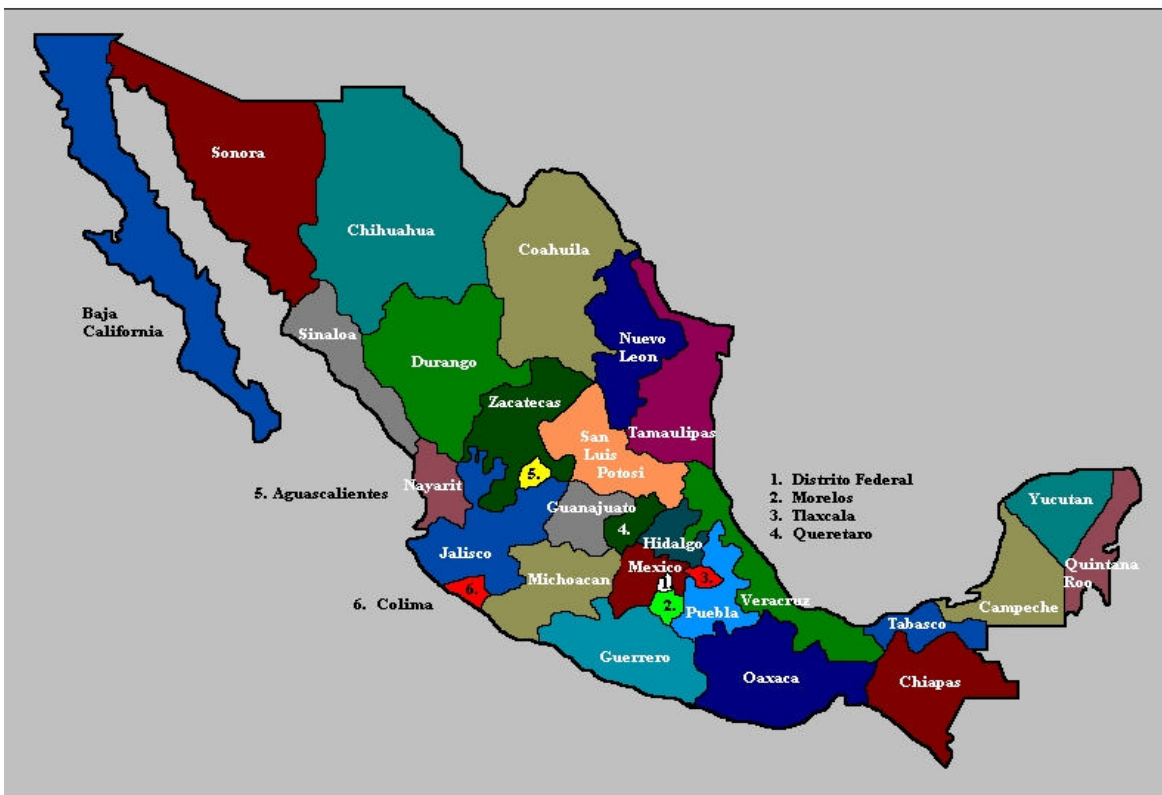 Sonora
Chihuahua
Coahuila
Baja
California
Sinaloa
Nuevo
Leon
Durango
Zacatecas
San
Luis
Potosi
Tamaulipas
5.
Nayarit
5. Aguascalientes
Guanajuato
4.
Hidalgo
1. Distrito Federal
2. Morelos
3. Tlaxcala
4. Queretaro
Yucutan
Quintana
Roo
Jalisco
Michoacan
Mexico
1
3.
6.
6. Colima
2.
Puebla
Veracruz
Campeche
Tabasco
Guerrero
Oaxaca
Chiapas